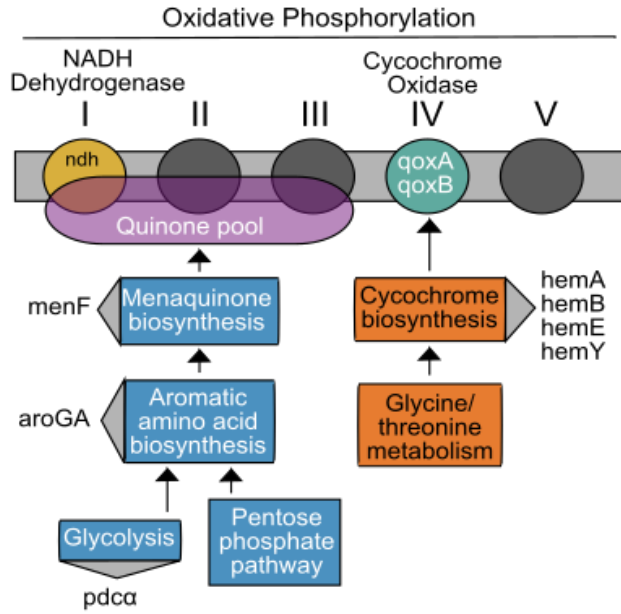 Oxidative Phosphorylation
NADH
Dehydrogenase
Cycochrome
Oxidase
I
II
III
IV
V
ndh
qoxA
qoxB
Quinone pool
menF
Menaquinone
biosynthesis
Cycochrome
biosynthesis
hemA
hemB
hemE
hemY
aroGA
Aromatic
amino acid
biosynthesis
Glycine/
threonine
metabolism
Glycolysis
Pentose
phosphate
pathway
pdcα